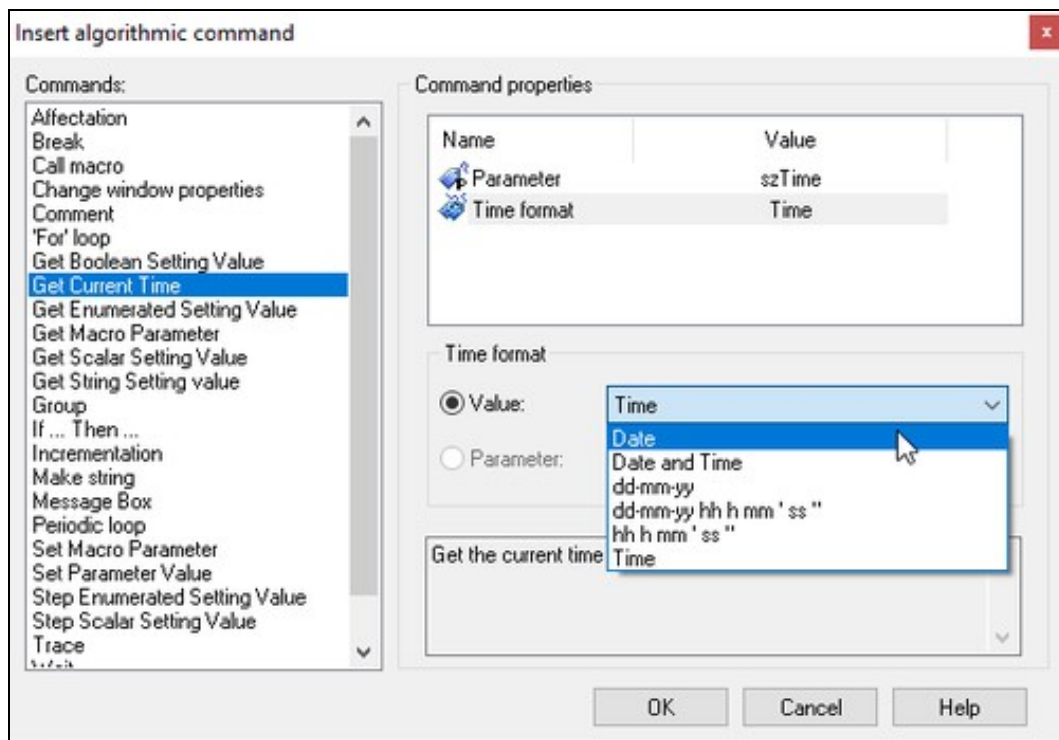 Insert algorithmic command
x
Commands:
Affectation
Break
Call macro
Change window properties
Comment
'For' loop
Get Boolean Setting Value
Get Current Time
Get Enumerated Setting Value
Get Macro Parameter
Get Scalar Setting Value
Get String Setting value
Group
If ... Then ...
Incrementation
Make string
Message Box
Periodic loop
Set Macro Parameter
Set Parameter Value
Step Enumerated Setting Value
Step Scalar Setting Value
Trace
Command properties
Name Value
Parameter szTime
Time format Time
Time format
Value: Time
Parameter:
Date
Date and Time
dd-mm-yy
dd-mm-yy hh h mm ' ss ''
hh h mm ' ss ''
Time
Get the current time
OK Cancel Help